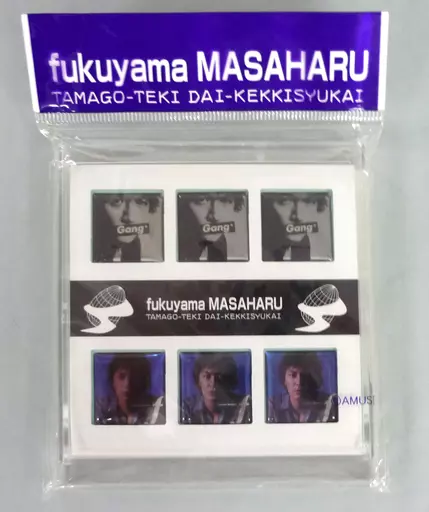 fukuyama MASAHARU
TAMAGO-TEKI DAI-KEKKISYUKAI
Gang*
Gang*
Gang*
fukuyama MASAHARU
TAMAGO-TEKI DAI-KEKKISYUKAI